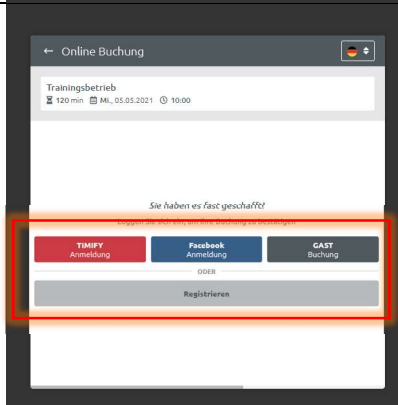 ← Online Buchung
Trainingsbetrieb
120 min Mi., 05.05.2021 10:00
Sie haben es fast geschafft!
Loggen Sie sich ein, um Ihre Buchung zu bestätigen
TIMIFY
Anmeldung
Facebook
Anmeldung
GAST
Buchung
ODER
Registrieren